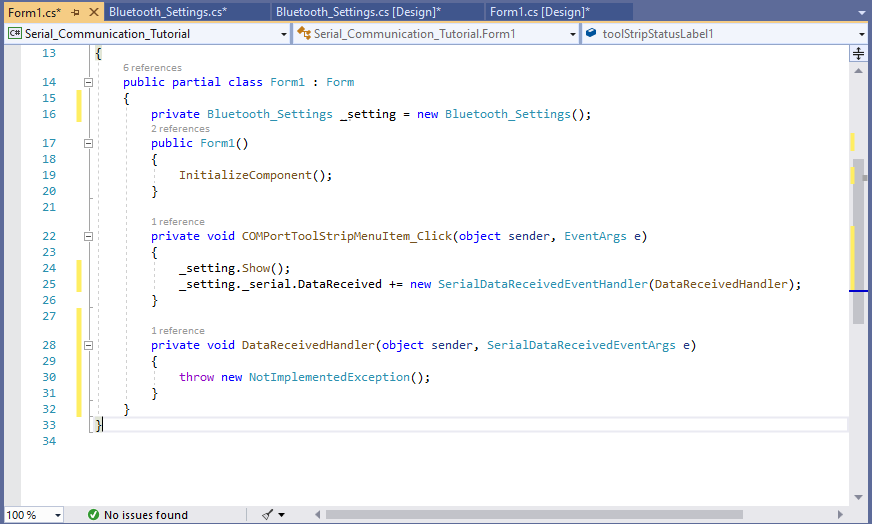 Form1.cs* Bluetooth_Settings.cs* Bluetooth_Settings.cs [Design]* Form1.cs [Design]*
C# Serial_Communication_Tutorial Serial_Communication_Tutorial.Form1 toolStripStatusLabel1
13 {
6 references
14 public partial class Form1 : Form
15 {
16 private Bluetooth_Settings _setting = new Bluetooth_Settings();
2 references
17 public Form1()
18 {
19 InitializeComponent();
20 }
21
1 reference
22 private void COMPortToolStripMenuItem_Click(object sender, EventArgs e)
23 {
24 _setting.Show();
25 _setting._serial.DataReceived += new SerialDataReceivedEventHandler(DataReceivedHandler);
26 }
27
1 reference
28 private void DataReceivedHandler(object sender, SerialDataReceivedEventArgs e)
29 {
30 throw new NotImplementedException();
31 }
32 }
33 }
34
100 % No issues found